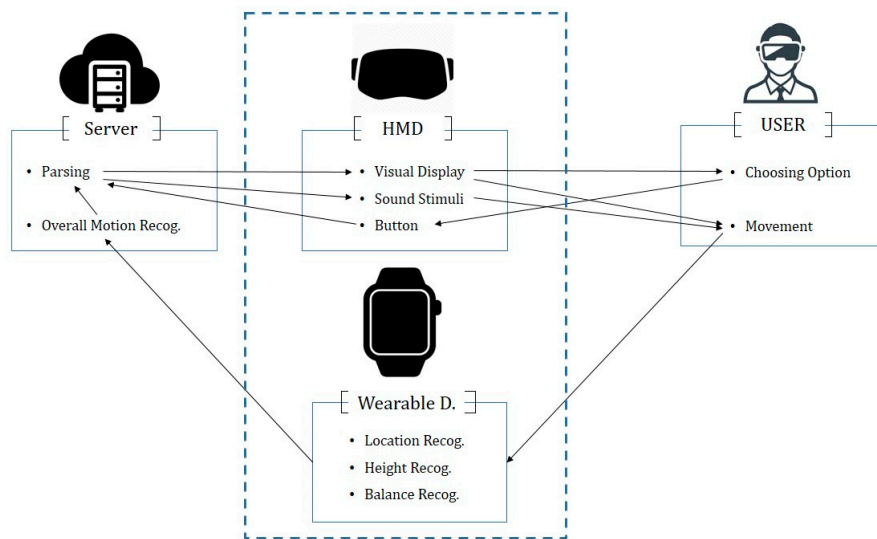 Server
• Parsing
• Overall Motion Recog.
HMD
• Visual Display
• Sound Stimuli
• Button
USER
• Choosing Option
• Movement
Wearable D.
• Location Recog.
• Height Recog.
• Balance Recog.